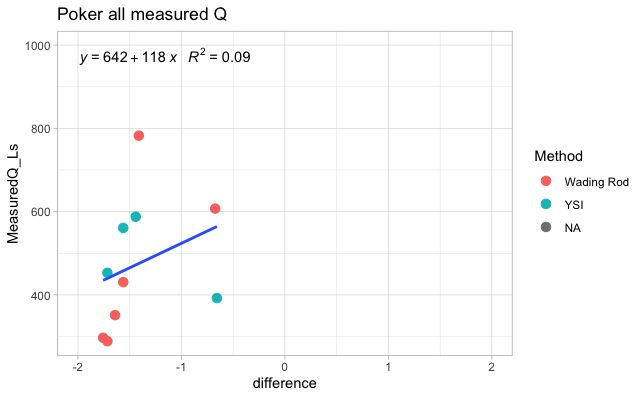 Poker all measured Q
y = 642 + 118 x R² = 0.09
1000
800
600
400
MeasuredQ_Ls
-2 -1 0 1 2
difference
Method
Wading Rod
YSI
NA